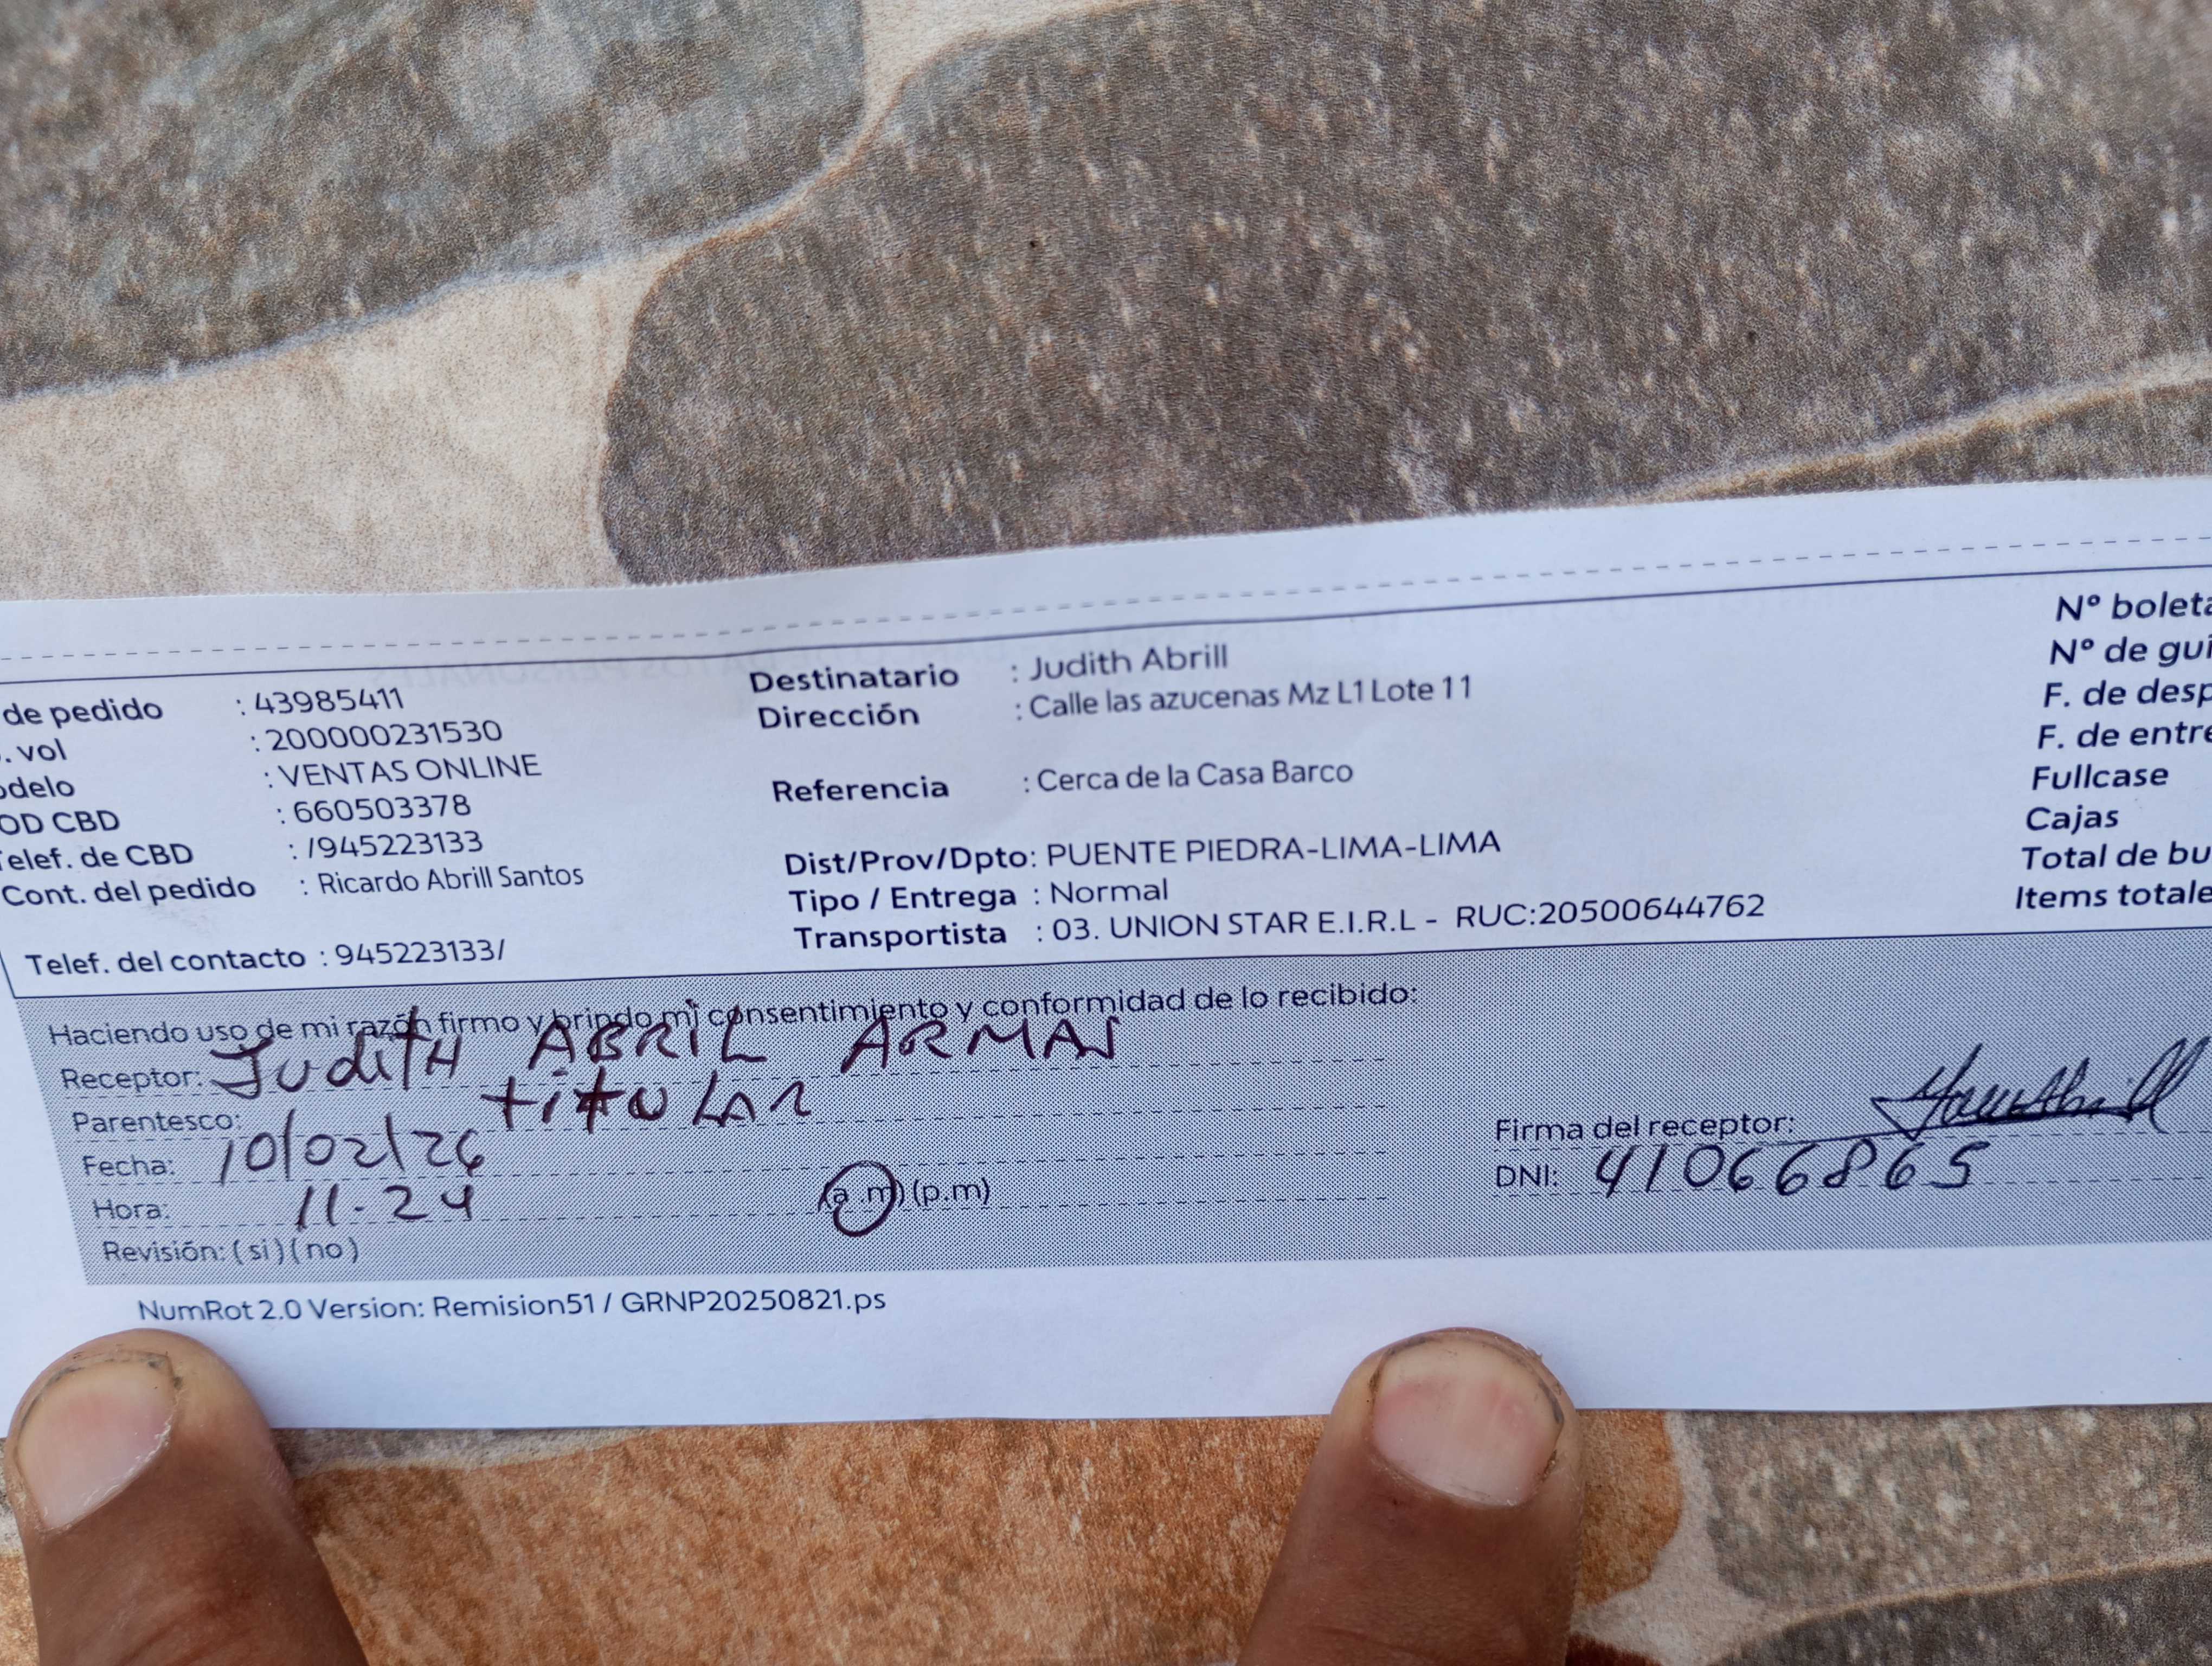 de pedido : 43985411
. vol : 200000231530
odelo : VENTAS ONLINE
OD CBD : 660503378
Telef. de CBD : /945223133
Cont. del pedido : Ricardo Abrill Santos
Telef. del contacto : 945223133/
Destinatario : Judith Abrill
Dirección : Calle las azucenas Mz L1 Lote 11
Referencia : Cerca de la Casa Barco
Dist/Prov/Dpto: PUENTE PIEDRA-LIMA-LIMA
Tipo / Entrega : Normal
Transportista : 03. UNION STAR E.I.R.L - RUC:20500644762
Nº boleta
Nº de gui
F. de desp
F. de entre
Fullcase
Cajas
Total de bu
Items totale
Haciendo uso de mi razón firmo y brindo mi consentimiento y conformidad de lo recibido:
Receptor: Judith ABRIL ARMAS
Parentesco: titular
Fecha: 10/02/26
Hora: 11.24 (a.m) (p.m)
Revisión: (si) (no)
Firma del receptor:
DNI: 41066865
NumRot 2.0 Version: Remision51 / GRNP20250821.ps